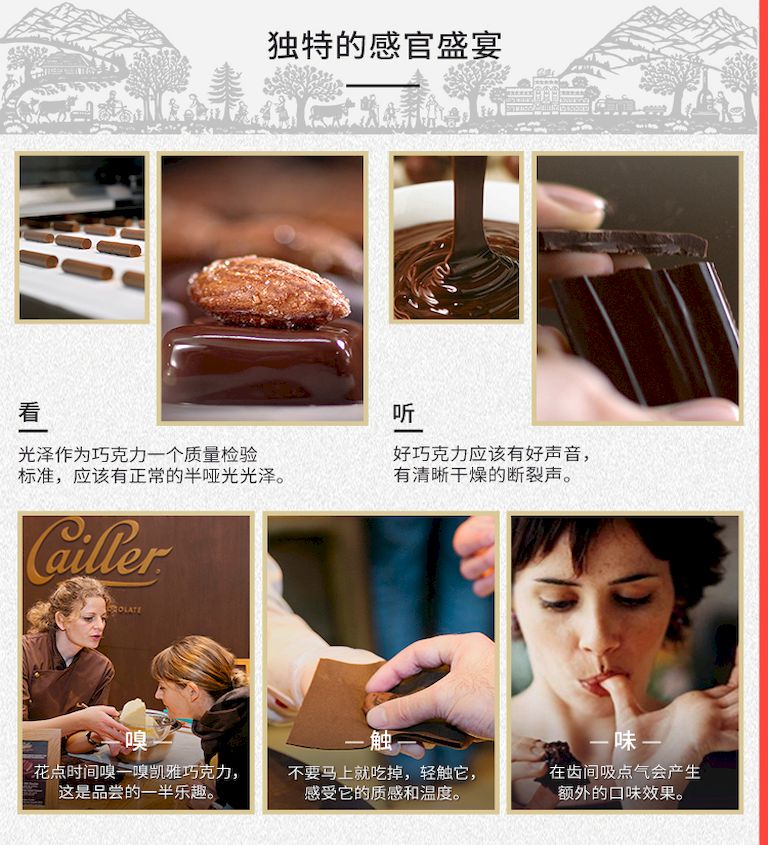 独特的感官盛宴
看
光泽作为巧克力一个质量检验
标准，应该有正常的半哑光光泽。
听
好巧克力应该有好声音，
有清晰干燥的断裂声。
Cailler
OLATE
嗅
花点时间嗅一嗅凯雅巧克力，
这是品尝的一半乐趣。
触
不要马上就吃掉，轻触它，
感受它的质感和温度。
味
在齿间吸点气会产生
额外的口味效果。